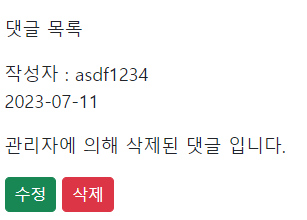 댓글 목록
작성자 : asdf1234
2023-07-11
관리자에 의해 삭제된 댓글 입니다.
수정 삭제